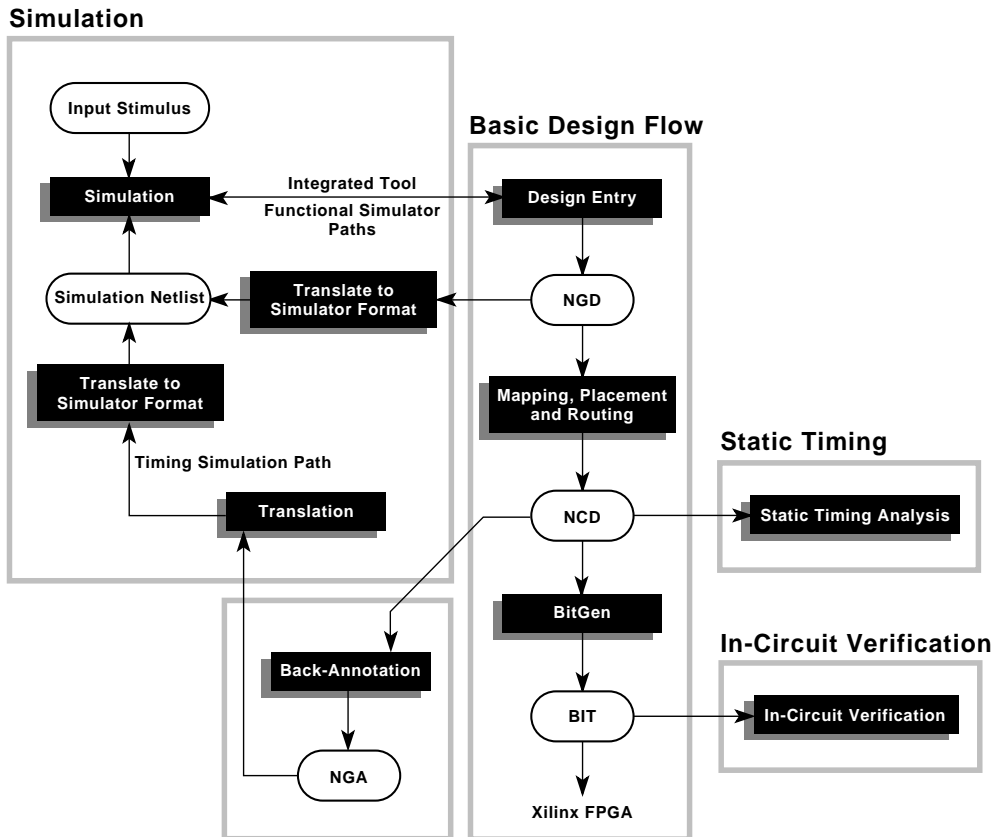 Simulation
Input Stimulus
Simulation
Integrated Tool
Functional Simulator
Paths
Simulation Netlist
Translate to
Simulator Format
Translate to
Simulator Format
Timing Simulation Path
Translation
Back-Annotation
NGA
Basic Design Flow
Design Entry
NGD
Mapping, Placement
and Routing
NCD
BitGen
BIT
Xilinx FPGA
Static Timing
Static Timing Analysis
In-Circuit Verification
In-Circuit Verification